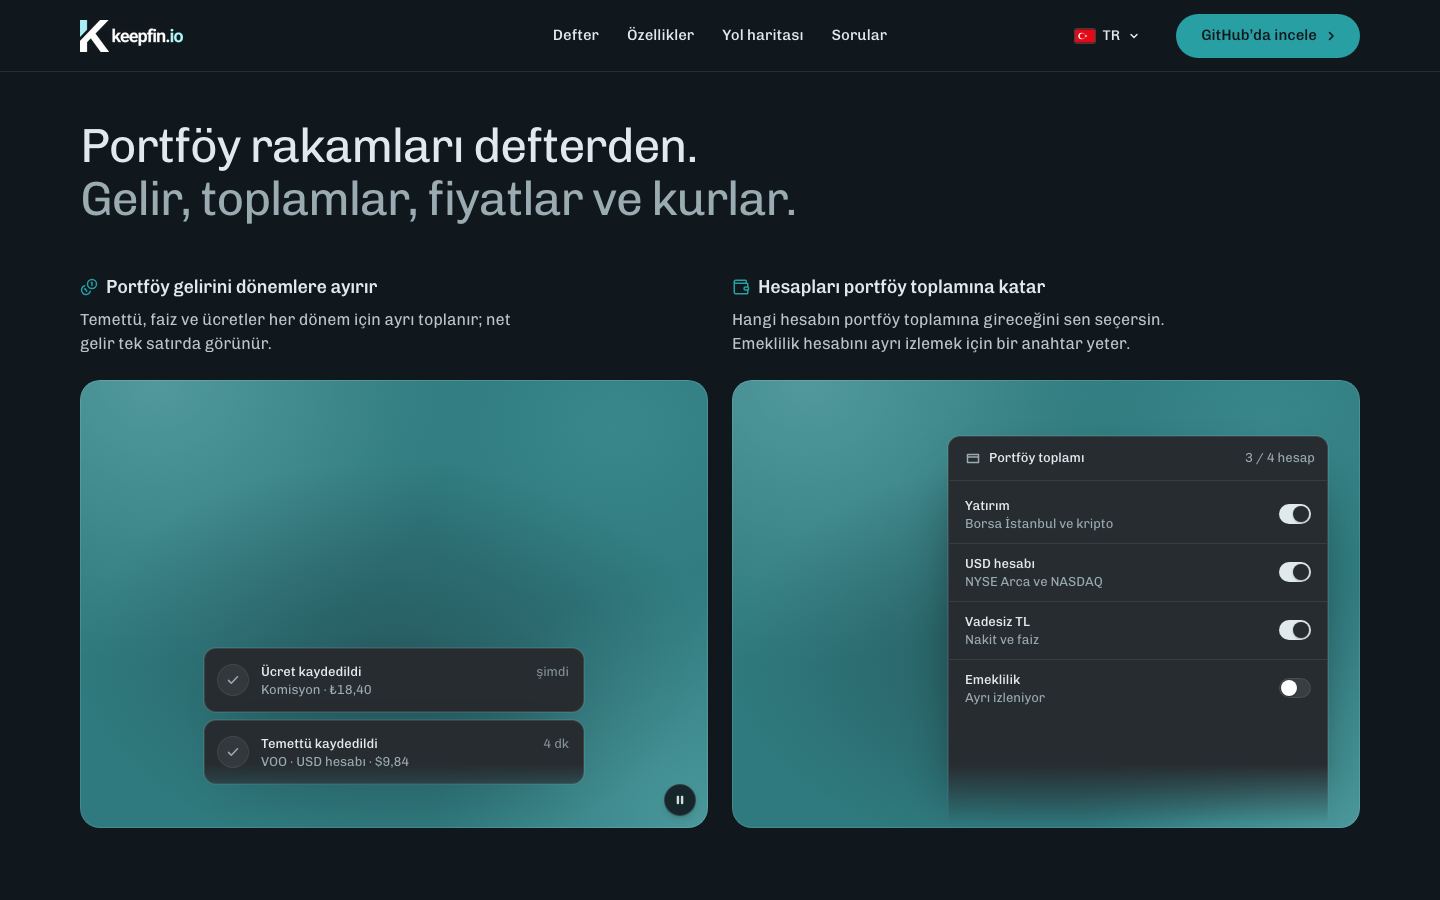 keepfin.io
Defter
Özellikler
Yol haritası
Sorular
TR
GitHub'da incele
Portföy rakamları defterden.
Gelir, toplamlar, fiyatlar ve kurlar.
Portföy gelirini dönemlere ayırır
Temettü, faiz ve ücretler her dönem için ayrı toplanır; net
gelir tek satırda görünür.
Ücret kaydedildi
şimdi
Komisyon · ₺18,40
Temettü kaydedildi
4 dk
VOO · USD hesabı · $9,84
Hesapları portföy toplamına katar
Hangi hesabın portföy toplamına gireceğini sen seçersin.
Emeklilik hesabını ayrı izlemek için bir anahtar yeter.
Portföy toplamı
3 / 4 hesap
Yatırım
Borsa İstanbul ve kripto
USD hesabı
NYSE Arca ve NASDAQ
Vadesiz TL
Nakit ve faiz
Emeklilik
Ayrı izleniyor